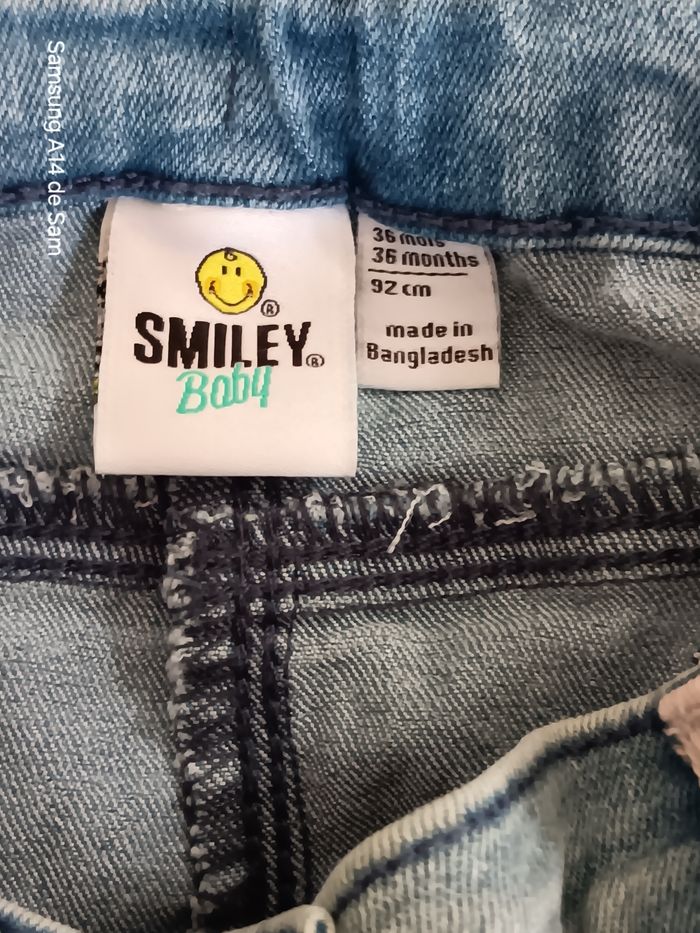 Samsung A14 de Sam
®
SMILEY®
Baby
36 mois
36 months
92 cm
made in
Bangladesh